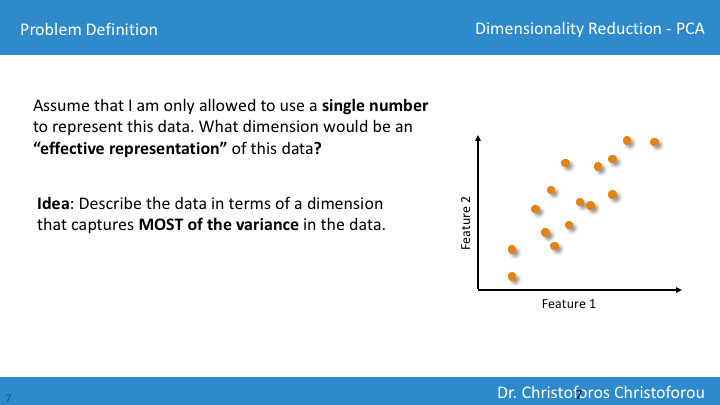 Problem Definition
Dimensionality Reduction - PCA
Assume that I am only allowed to use a single number
to represent this data. What dimension would be an
“effective representation” of this data?
Idea: Describe the data in terms of a dimension
that captures MOST of the variance in the data.
Feature 2
Feature 1
Dr. Christoforos Christoforou
7
7